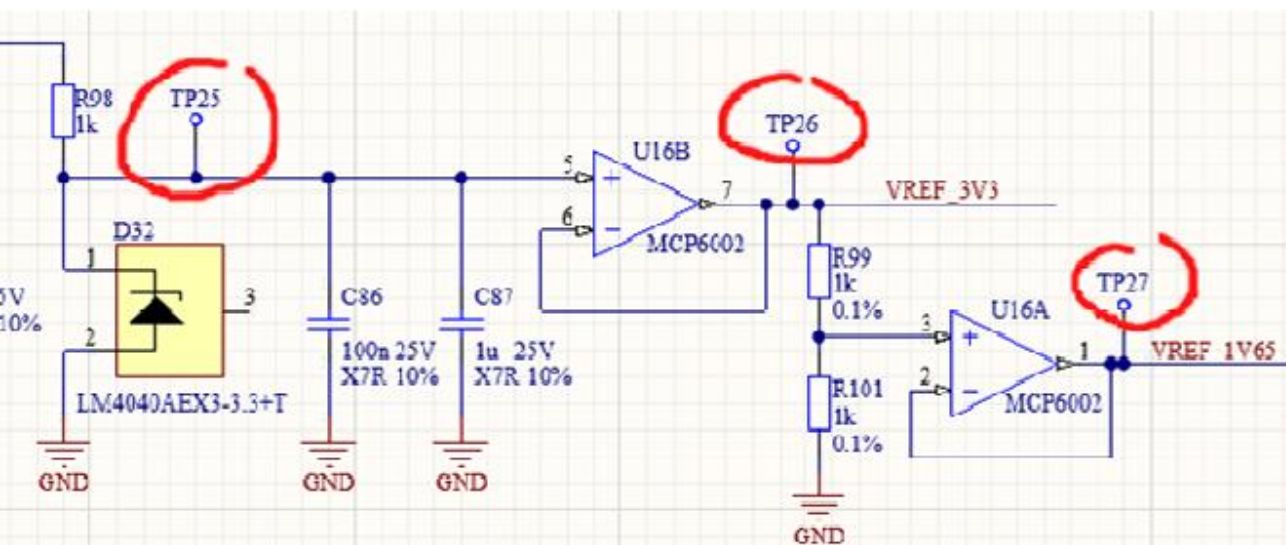 R98
1k
TP25
D32
1
2
3
5V
10%
LM4040AEX3-3.3+T
GND
C86
100n 25V
X7R 10%
GND
C87
1u 25V
X7R 10%
GND
5
6
U16B
7
MCP6002
TP26
VREF_3V3
R99
1k
0.1%
R101
1k
0.1%
GND
3
2
U16A
1
MCP6002
TP27
VREF_1V65